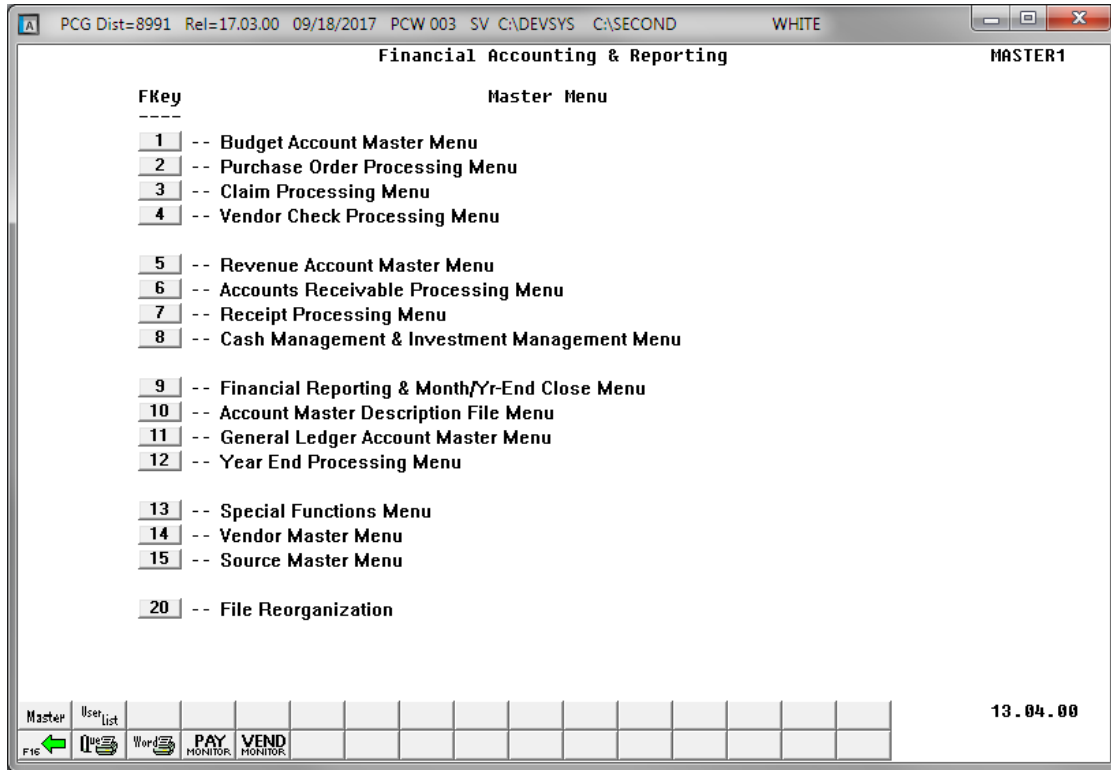 PCG Dist=8991 Rel=17.03.00 09/18/2017 PCW 003 SV C:\DEVSYS C:\SECOND WHITE
Financial Accounting & Reporting MASTER1
FKey Master Menu
----
1 -- Budget Account Master Menu
2 -- Purchase Order Processing Menu
3 -- Claim Processing Menu
4 -- Vendor Check Processing Menu
5 -- Revenue Account Master Menu
6 -- Accounts Receivable Processing Menu
7 -- Receipt Processing Menu
8 -- Cash Management & Investment Management Menu
9 -- Financial Reporting & Month/Yr-End Close Menu
10 -- Account Master Description File Menu
11 -- General Ledger Account Master Menu
12 -- Year End Processing Menu
13 -- Special Functions Menu
14 -- Vendor Master Menu
15 -- Source Master Menu
20 -- File Reorganization
Master User List 13.04.00
F16 Que Word PAY MONITOR VEND MONITOR